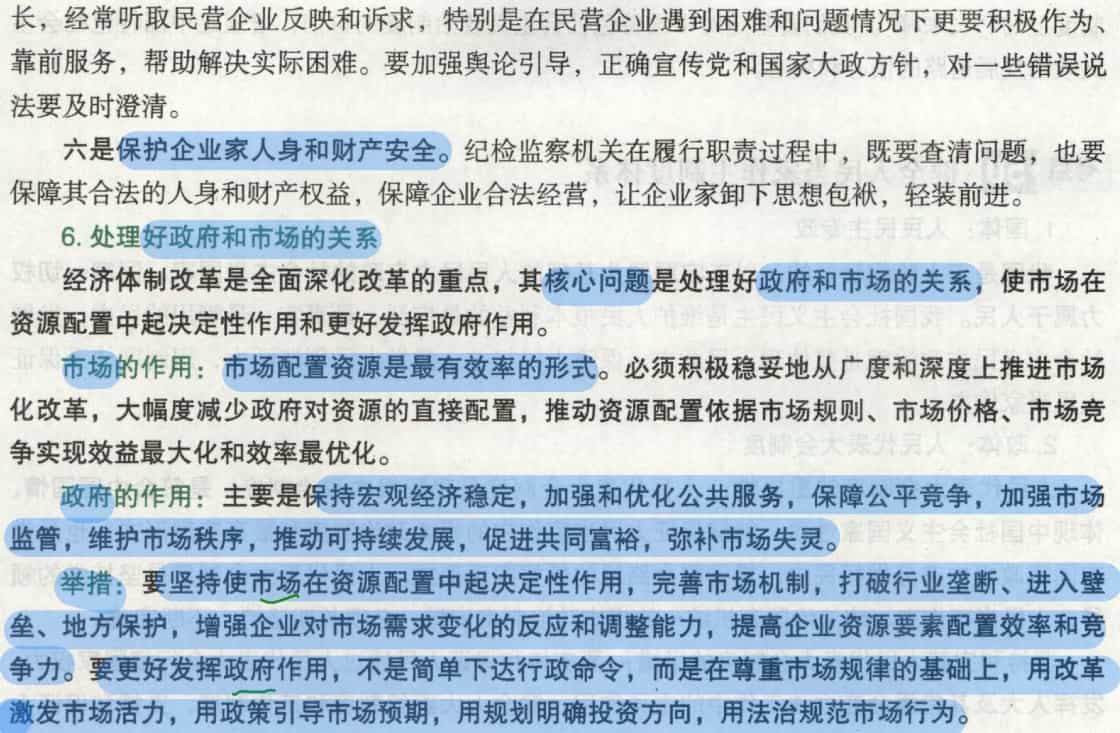 长，经常听取民营企业反映和诉求，特别是在民营企业遇到困难和问题情况下更要积极作为、
靠前服务，帮助解决实际困难。要加强舆论引导，正确宣传党和国家大政方针，对一些错误说
法要及时澄清。
六是保护企业家人身和财产安全。纪检监察机关在履行职责过程中，既要查清问题，也要
保障其合法的人身和财产权益，保障企业合法经营，让企业家卸下思想包袱，轻装前进。
6. 处理好政府和市场的关系
经济体制改革是全面深化改革的重点，其核心问题是处理好政府和市场的关系，使市场在
资源配置中起决定性作用和更好发挥政府作用。
市场的作用：市场配置资源是最有效率的形式。必须积极稳妥地从广度和深度上推进市场
化改革，大幅度减少政府对资源的直接配置，推动资源配置依据市场规则、市场价格、市场竞
争实现效益最大化和效率最优化。
政府的作用：主要是保持宏观经济稳定，加强和优化公共服务，保障公平竞争，加强市场
监管，维护市场秩序，推动可持续发展，促进共同富裕，弥补市场失灵。
举措：要坚持使市场在资源配置中起决定性作用，完善市场机制，打破行业垄断、进入壁
垒、地方保护，增强企业对市场需求变化的反应和调整能力，提高企业资源要素配置效率和竞
争力。要更好发挥政府作用，不是简单下达行政命令，而是在尊重市场规律的基础上，用改革
激发市场活力，用政策引导市场预期，用规划明确投资方向，用法治规范市场行为。